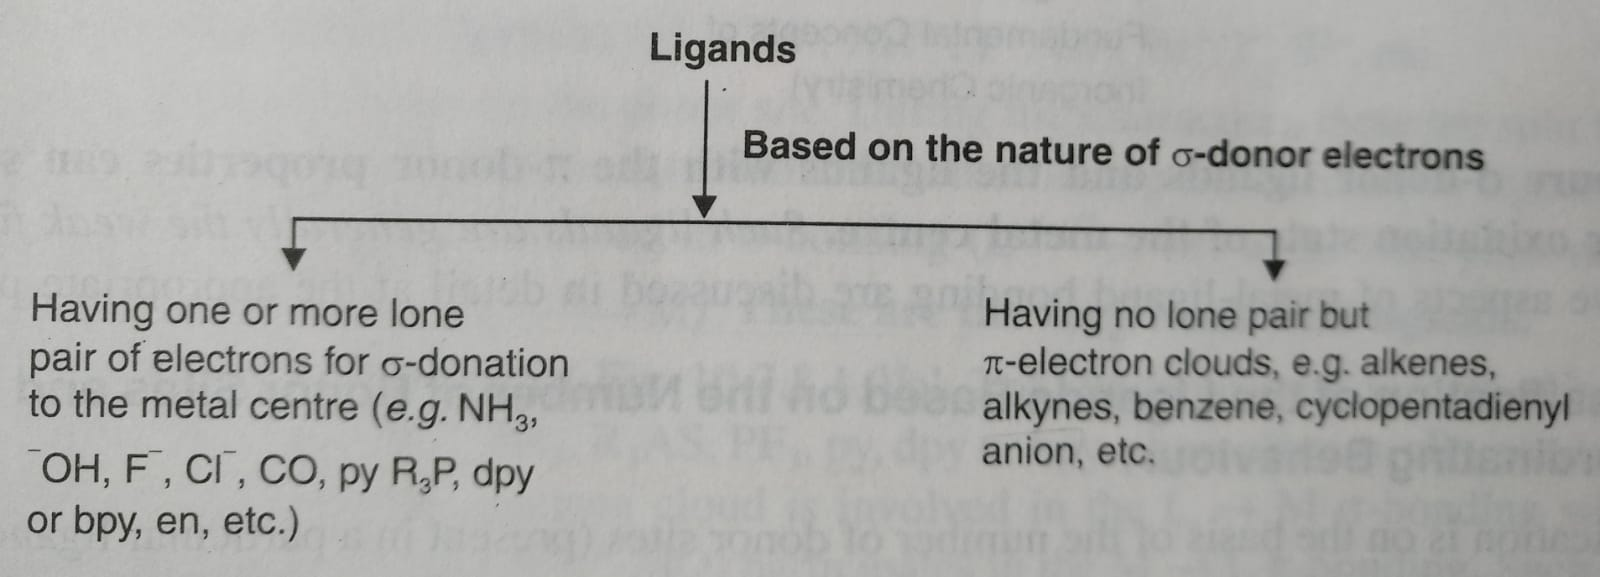 Ligands
Based on the nature of σ-donor electrons
Having one or more lone
pair of electrons for σ-donation
to the metal centre (e.g. NH₃,
⁻OH, F⁻, Cl⁻, CO, py R₃P, dpy
or bpy, en, etc.)
Having no lone pair but
π-electron clouds, e.g. alkenes,
alkynes, benzene, cyclopentadienyl
anion, etc.